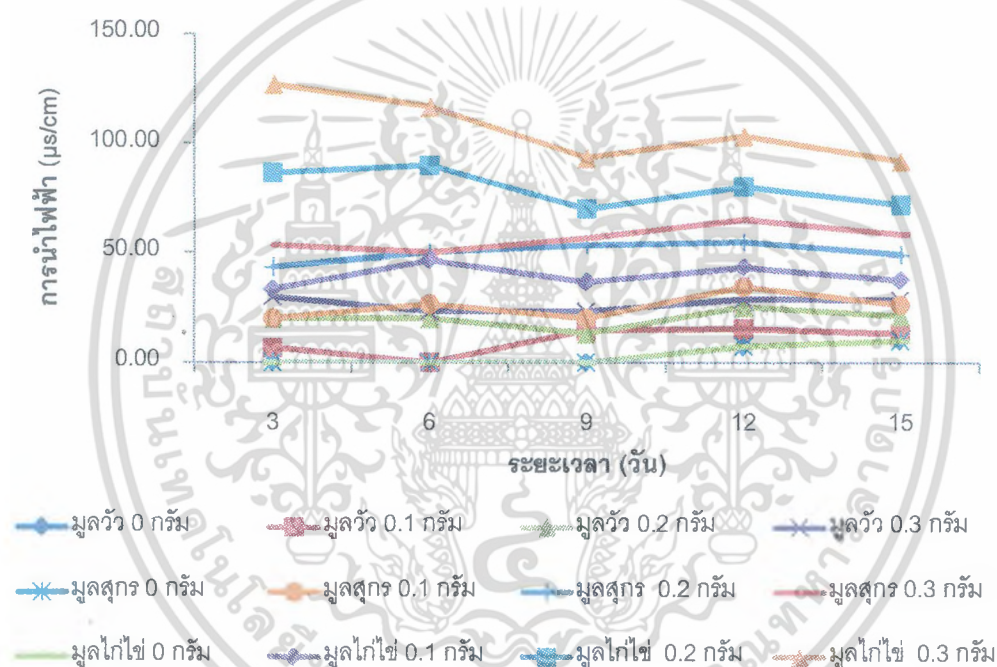 150.00
100.00
50.00
0.00
การนำไฟฟ้า (µs/cm)
3 6 9 12 15
ระยะเวลา (วัน)
มูลวัว 0 กรัม มูลวัว 0.1 กรัม มูลวัว 0.2 กรัม มูลวัว 0.3 กรัม
มูลสุกร 0 กรัม มูลสุกร 0.1 กรัม มูลสุกร 0.2 กรัม มูลสุกร 0.3 กรัม
มูลไก่ไข่ 0 กรัม มูลไก่ไข่ 0.1 กรัม มูลไก่ไข่ 0.2 กรัม มูลไก่ไข่ 0.3 กรัม